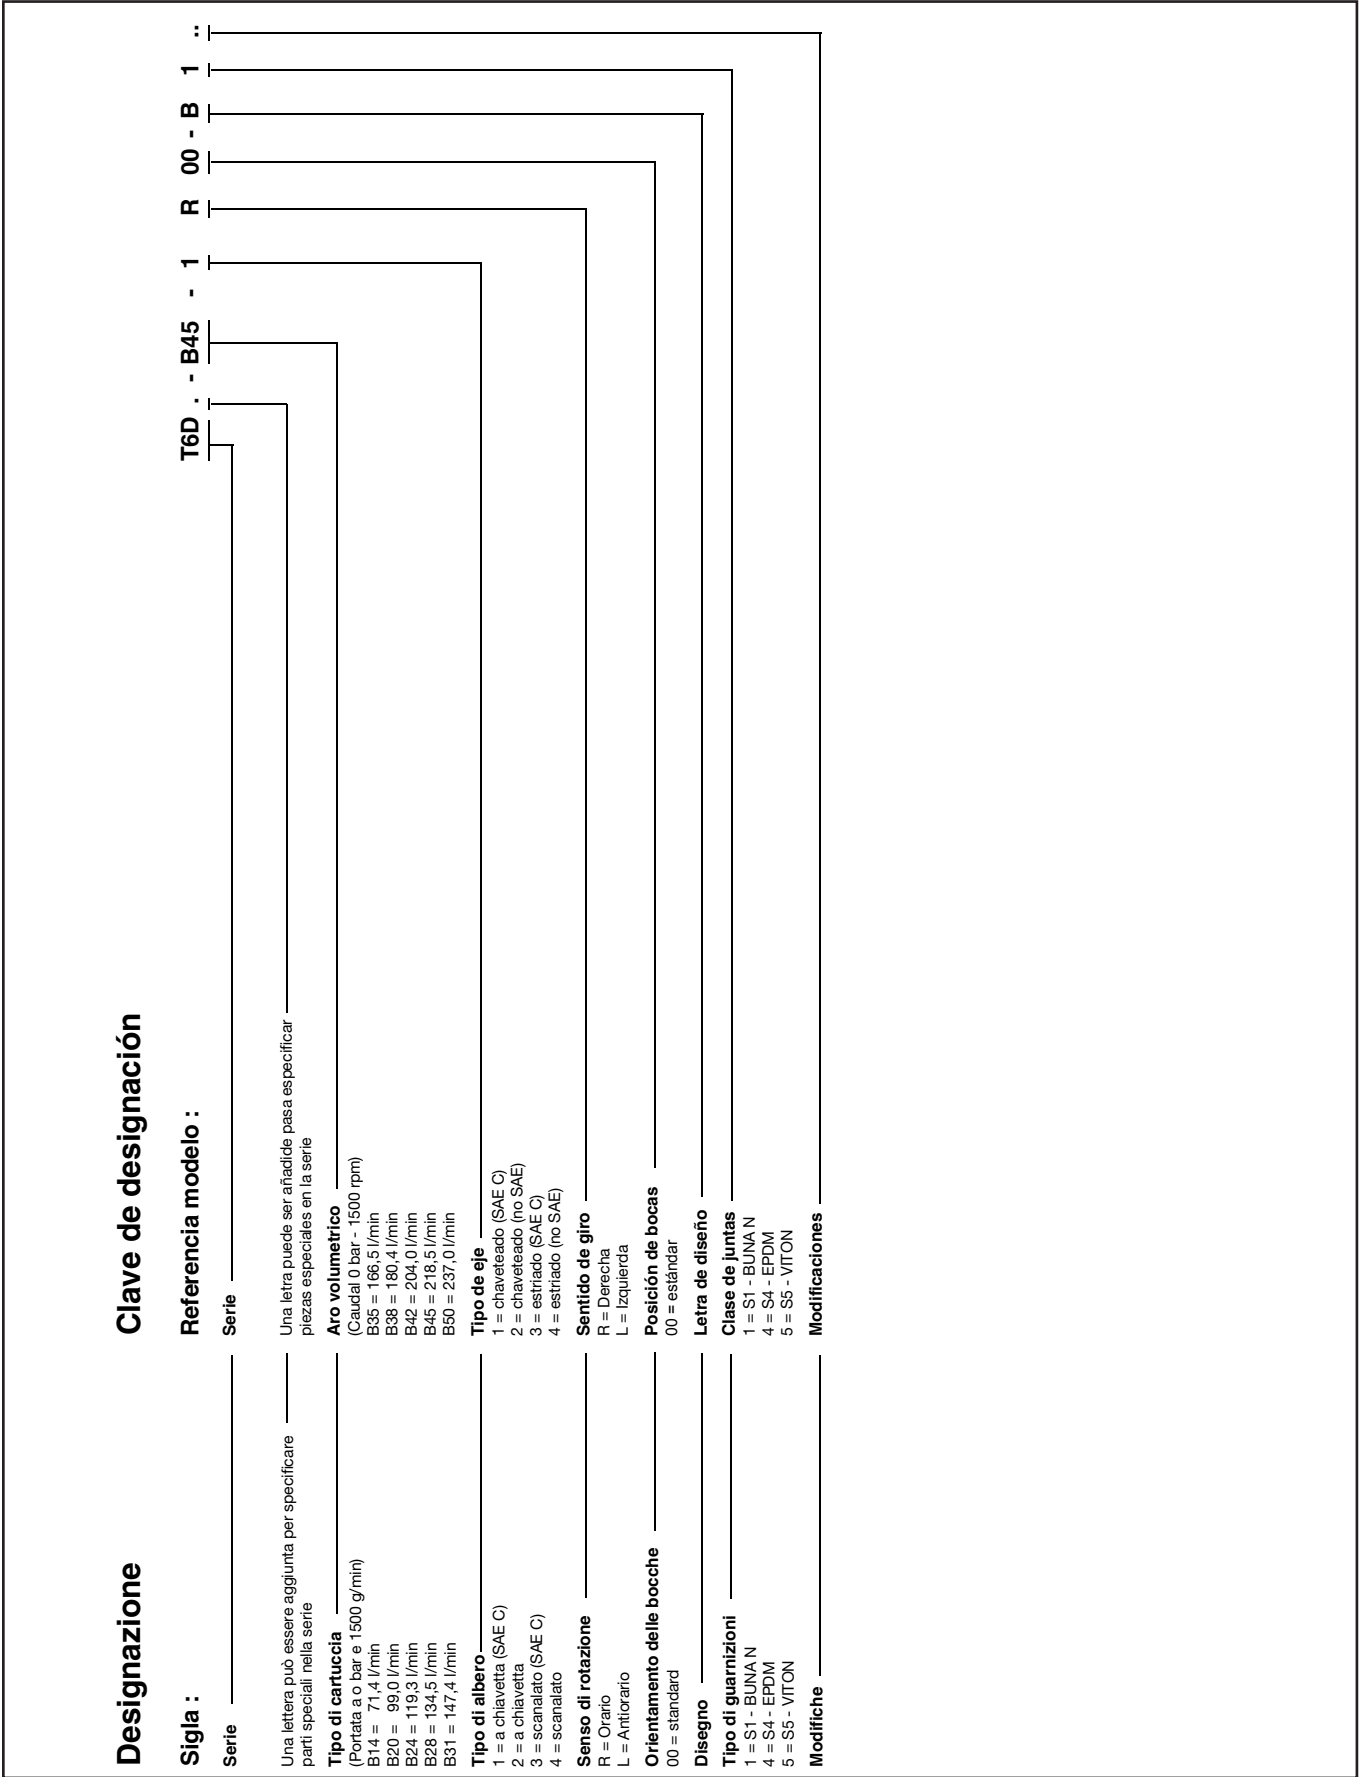 Designazione Clave de designación
Sigla : Referencia modelo : T6D . - B45 - 1 R 00 - B 1 ..
Serie Serie
Una lettera può essere aggiunta per specificare Una letra puede ser añadide pasa especificar
parti speciali nella serie piezas especiales en la serie
Tipo di cartuccia Aro volumetrico
(Portata a o bar e 1500 g/min) (Caudal 0 bar - 1500 rpm)
B14 = 71,4 l/min B35 = 166,5 l/min
B20 = 99,0 l/min B38 = 180,4 l/min
B24 = 119,3 l/min B42 = 204,0 l/min
B28 = 134,5 l/min B45 = 218,5 l/min
B31 = 147,4 l/min B50 = 237,0 l/min
Tipo di albero Tipo de eje
1 = a chiavetta (SAE C) 1 = chaveteado (SAE C)
2 = a chiavetta 2 = chaveteado (no SAE)
3 = scanalato (SAE C) 3 = estriado (SAE C)
4 = scanalato 4 = estriado (no SAE)
Senso di rotazione Sentido de giro
R = Orario R = Derecha
L = Antiorario L = Izquierda
Orientamento delle bocche Posición de bocas
00 = standard 00 = estándar
Disegno Letra de diseño
Tipo di guarnizioni Clase de juntas
1 = S1 - BUNA N 1 = S1 - BUNA N
4 = S4 - EPDM 4 = S4 - EPDM
5 = S5 - VITON 5 = S5 - VITON
Modifiche Modificaciones